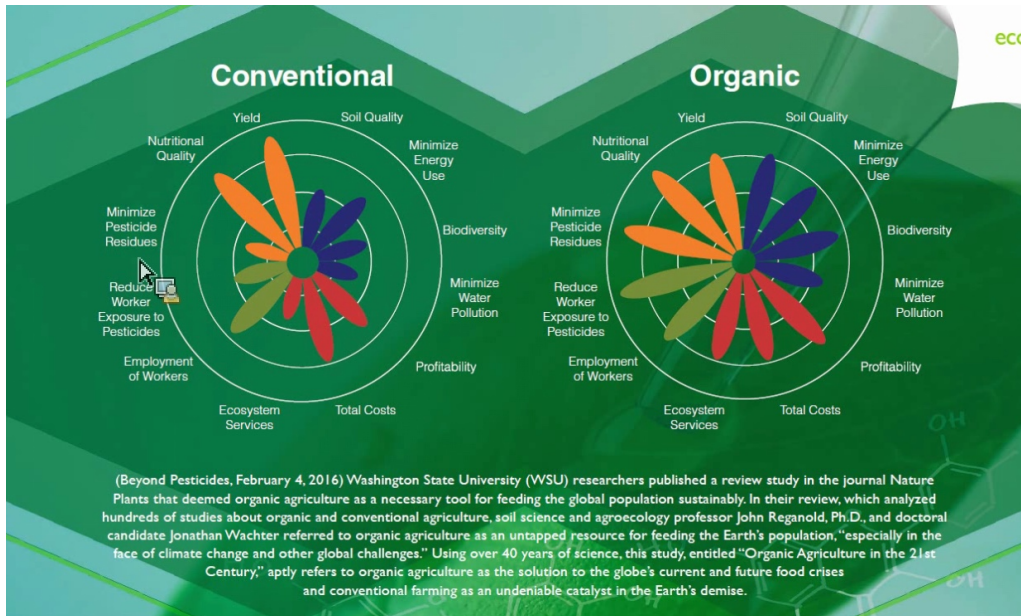 eco
Conventional
Organic
Yield
Soil Quality
Nutritional
Quality
Minimize
Energy
Use
Minimize
Pesticide
Residues
Biodiversity
Reduce
Worker
Exposure to
Pesticides
Minimize
Water
Pollution
Employment
of Workers
Profitability
Ecosystem
Services
Total Costs
Yield
Soil Quality
Nutritional
Quality
Minimize
Energy
Use
Minimize
Pesticide
Residues
Biodiversity
Reduce
Worker
Exposure to
Pesticides
Minimize
Water
Pollution
Employment
of Workers
Profitability
Ecosystem
Services
Total Costs
OH
OH
(Beyond Pesticides, February 4, 2016) Washington State University (WSU) researchers published a review study in the journal Nature
Plants that deemed organic agriculture as a necessary tool for feeding the global population sustainably. In their review, which analyzed
hundreds of studies about organic and conventional agriculture, soil science and agroecology professor John Reganold, Ph.D., and doctoral
candidate Jonathan Wachter referred to organic agriculture as an untapped resource for feeding the Earth's population, "especially in the
face of climate change and other global challenges." Using over 40 years of science, this study, entitled "Organic Agriculture in the 21st
Century," aptly refers to organic agriculture as the solution to the globe's current and future food crises
and conventional farming as an undeniable catalyst in the Earth's demise.